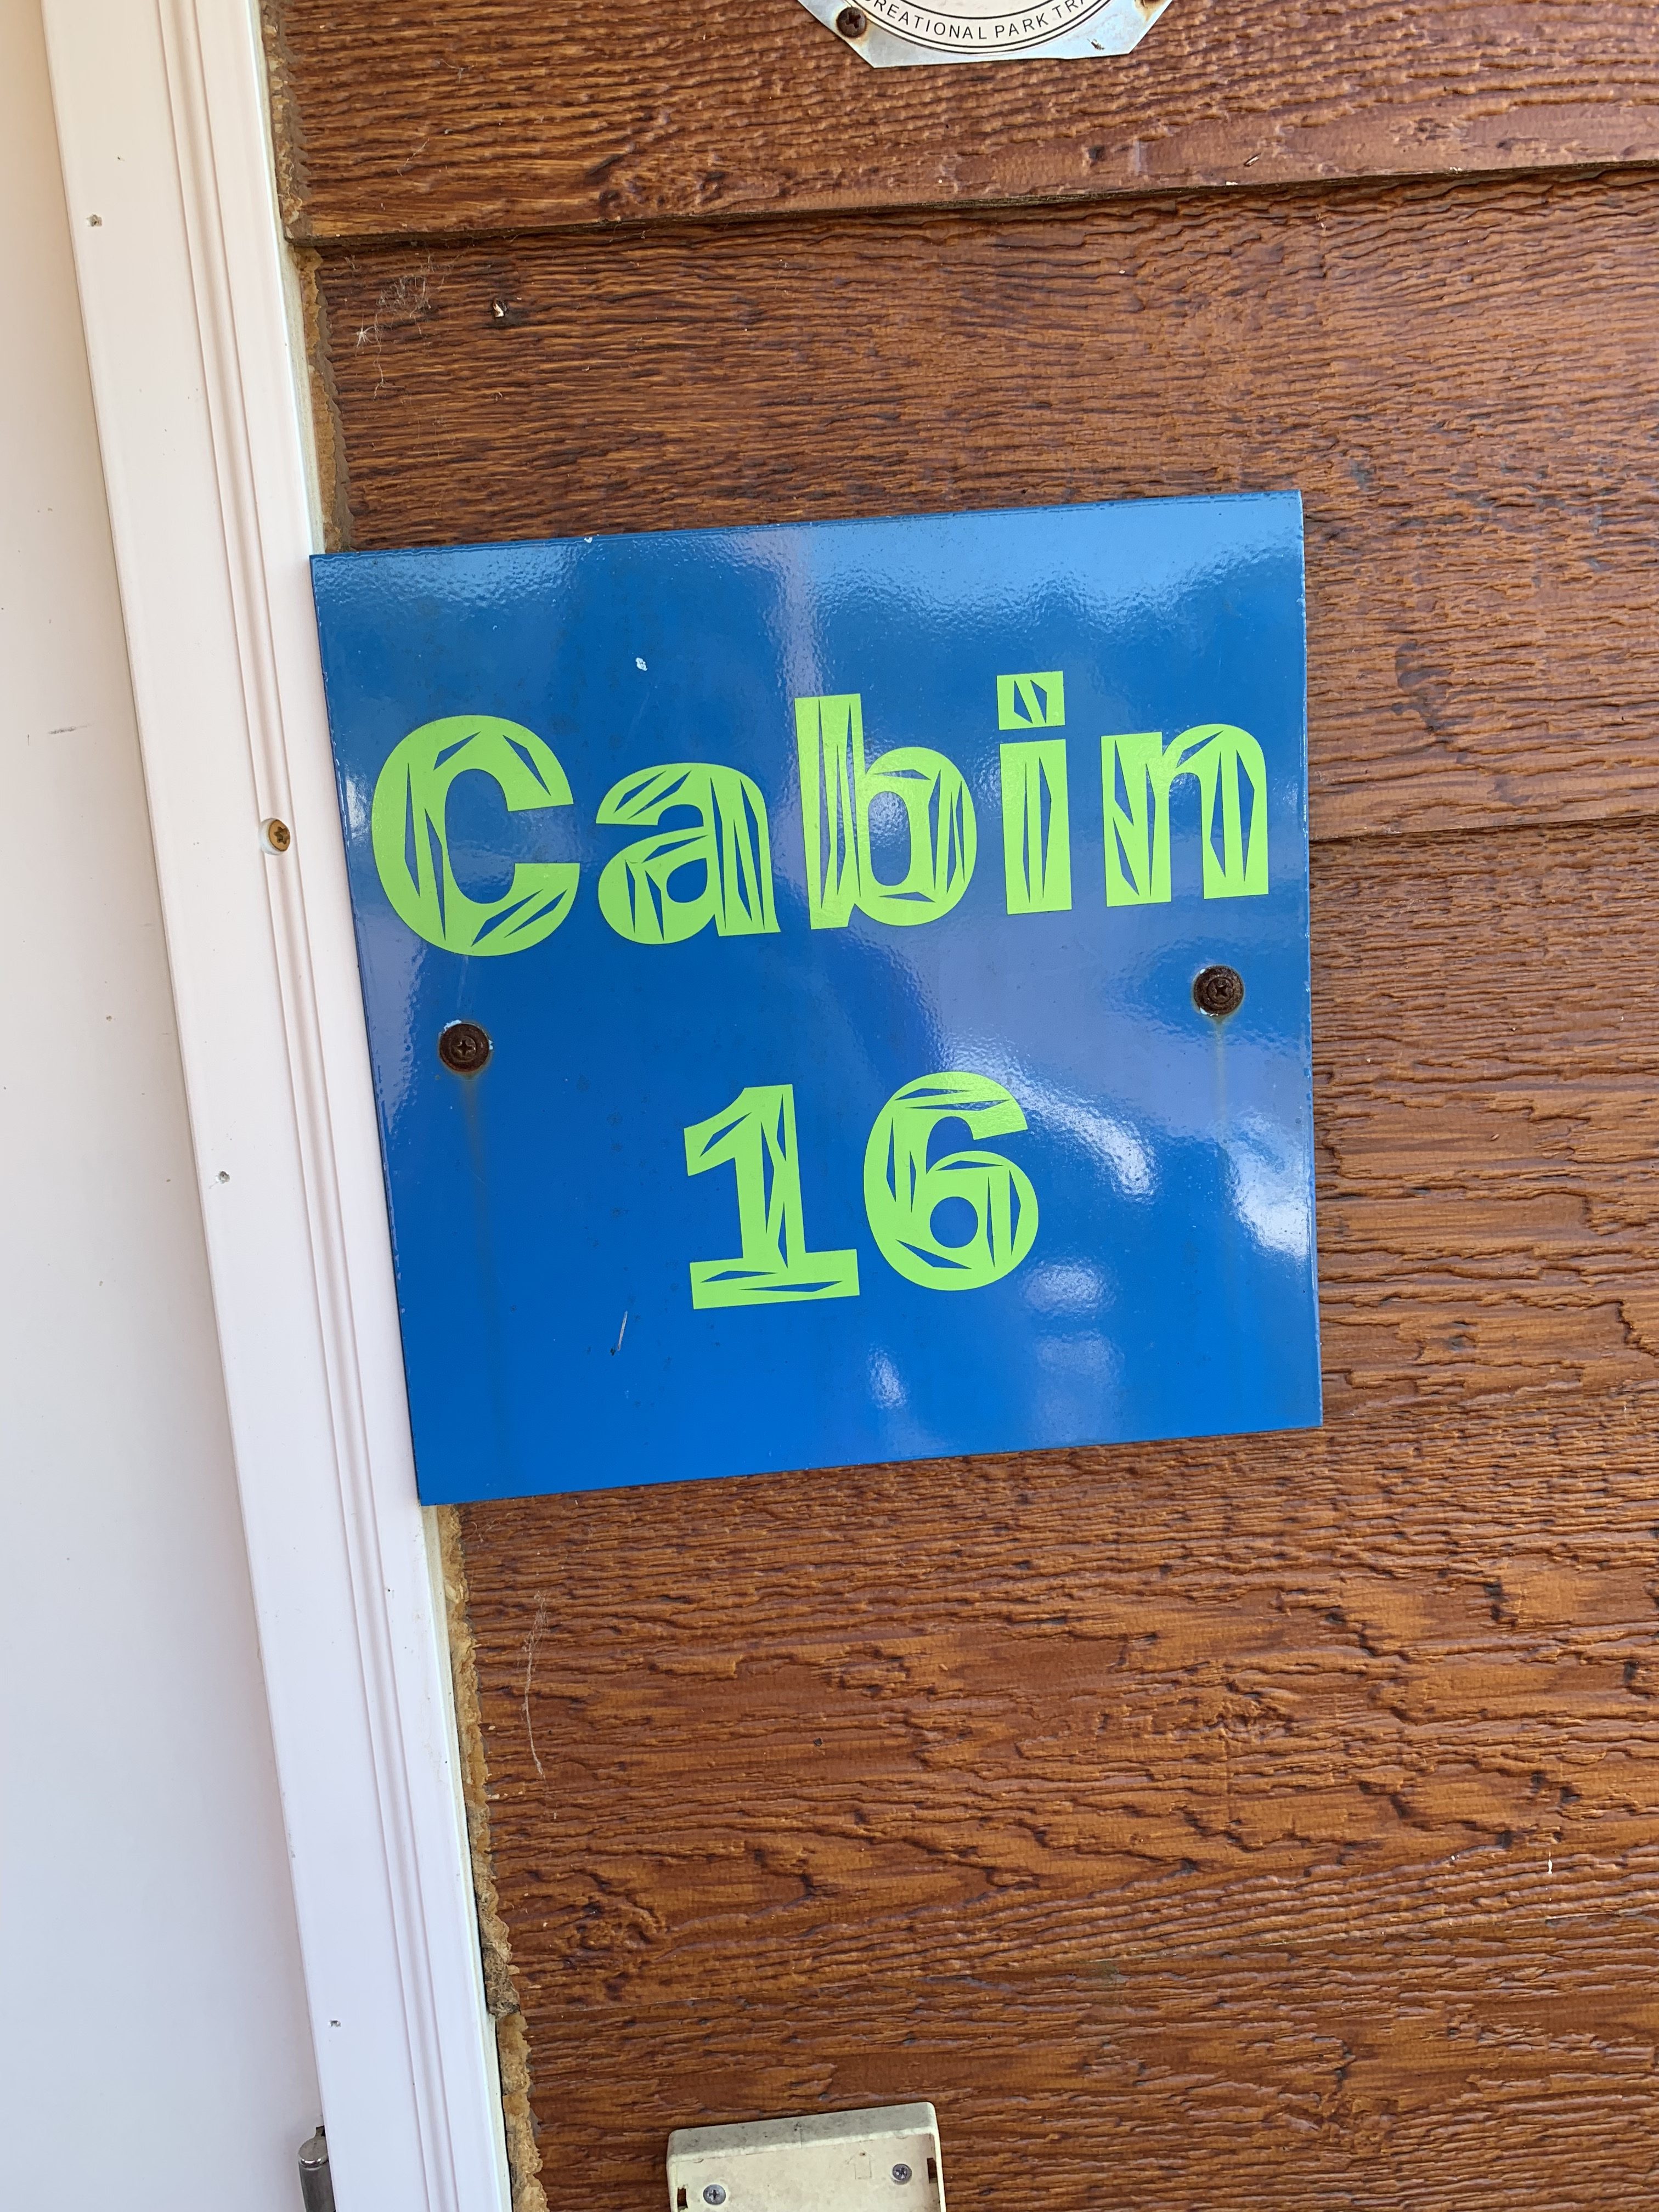 REATIONAL PARK TRA
Cabin
16